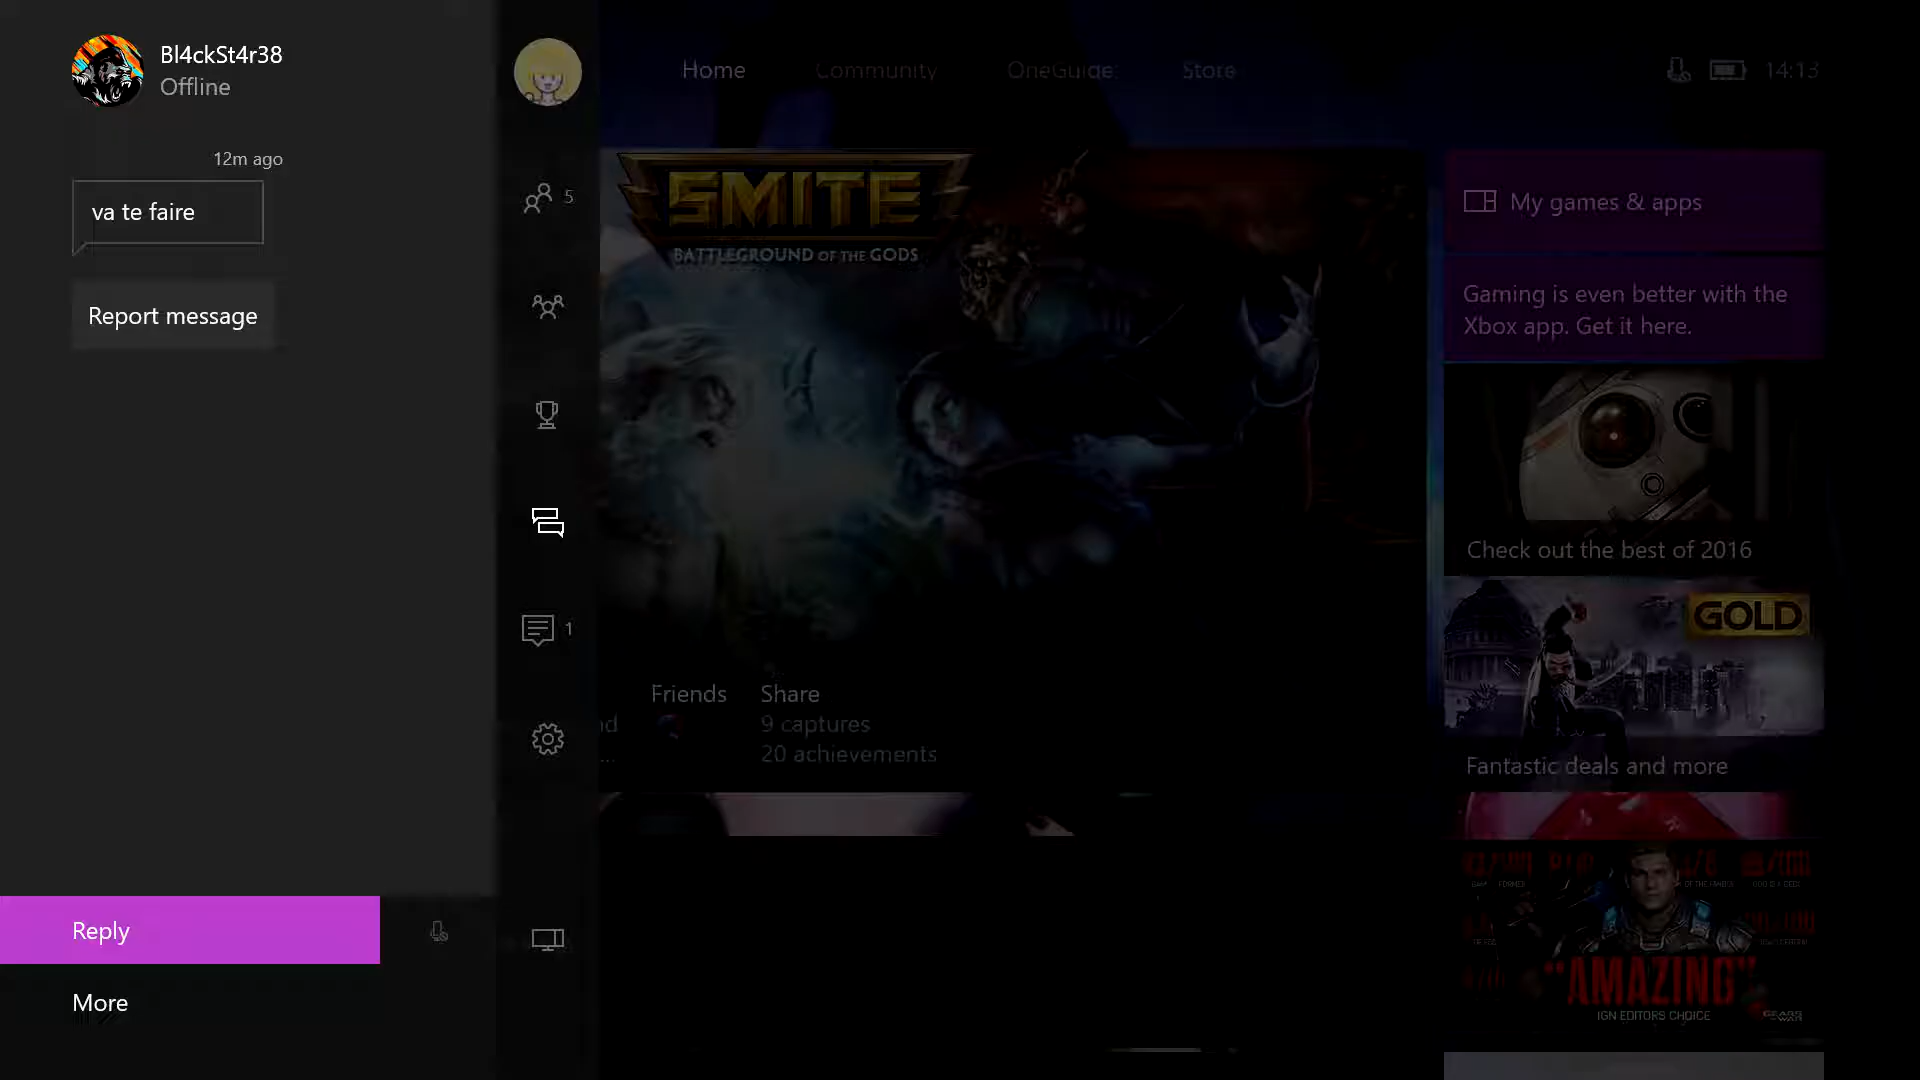 Bl4ckSt4r38
Offline
12m ago
va te faire
Report message
Reply
More
5
1
Home
Community
OneGuide
Store
14:13
SMITE
BATTLEGROUND OF THE GODS
Friends
Share
9 captures
20 achievements
My games & apps
Gaming is even better with the
Xbox app. Get it here.
Check out the best of 2016
GOLD
Fantastic deals and more
“AMAZING”
IGN EDITORS CHOICE
GEARS
WAR